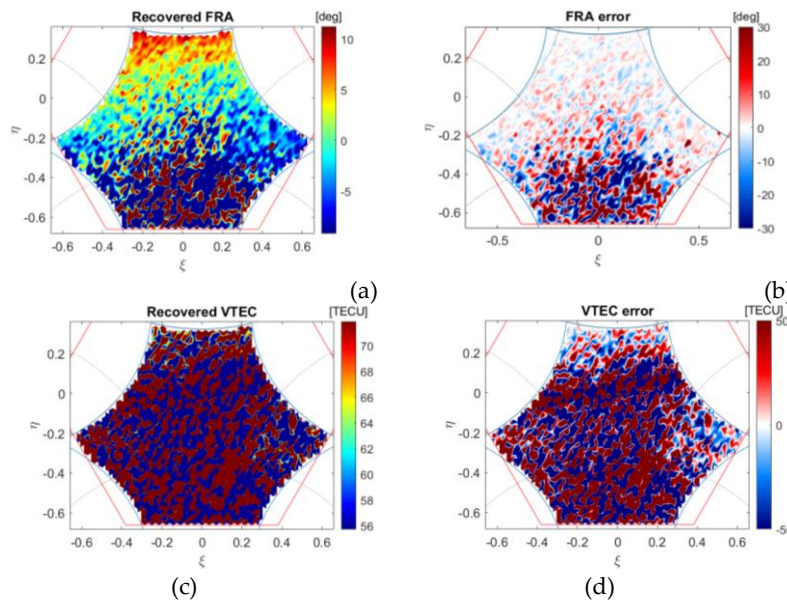 Recovered FRA
[deg]
10
5
0
-5
0.2
0
-0.2
-0.4
-0.6
η
-0.6 -0.4 -0.2 0 0.2 0.4 0.6
ξ
(a)
FRA error
[deg]
30
20
10
0
-10
-20
-30
0.2
0
-0.2
-0.4
-0.6
η
-0.5 0 0.5
ξ
(b)
Recovered VTEC
[TECU]
70
68
66
64
62
60
58
56
0.2
0
-0.2
-0.4
-0.6
η
-0.6 -0.4 -0.2 0 0.2 0.4 0.6
ξ
(c)
VTEC error
[TECU]
50
0
-50
0.2
0
-0.2
-0.4
-0.6
η
-0.6 -0.4 -0.2 0 0.2 0.4 0.6
ξ
(d)